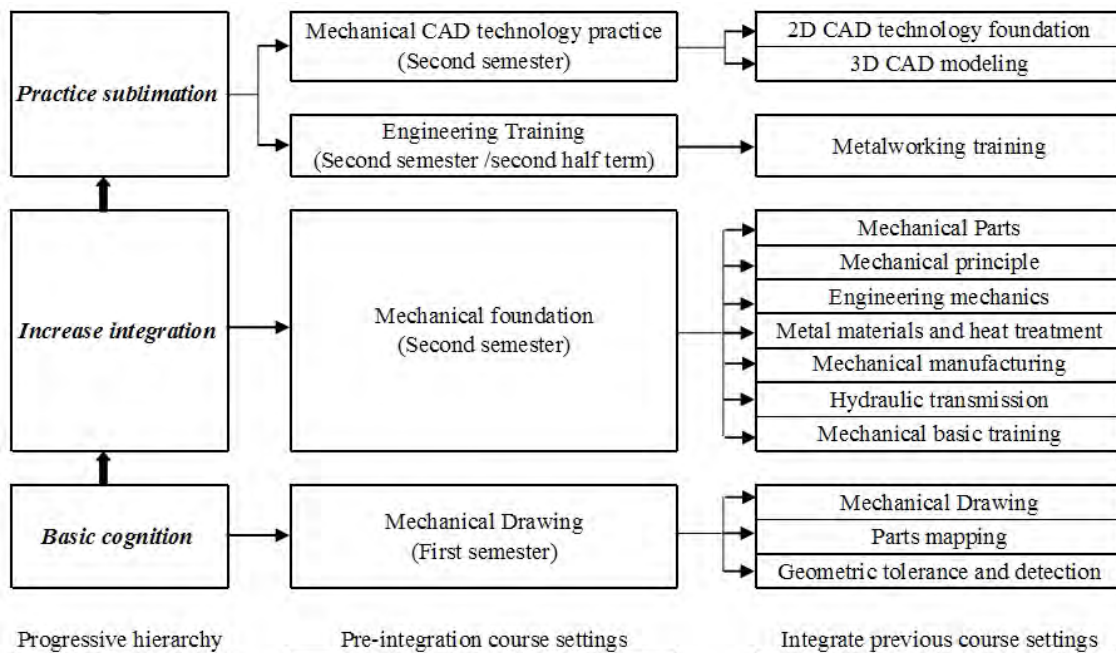 Practice sublimation
Mechanical CAD technology practice
(Second semester)
2D CAD technology foundation
3D CAD modeling
Engineering Training
(Second semester /second half term)
Metalworking training
Increase integration
Mechanical foundation
(Second semester)
Mechanical Parts
Mechanical principle
Engineering mechanics
Metal materials and heat treatment
Mechanical manufacturing
Hydraulic transmission
Mechanical basic training
Basic cognition
Mechanical Drawing
(First semester)
Mechanical Drawing
Parts mapping
Geometric tolerance and detection
Progressive hierarchy
Pre-integration course settings
Integrate previous course settings